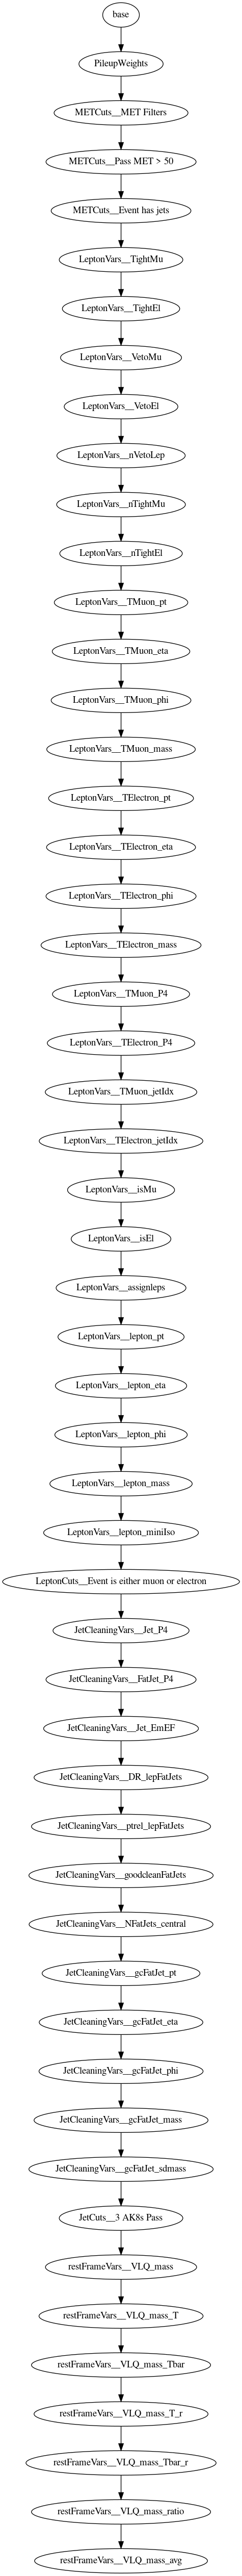 base
PileupWeights
METCuts__MET Filters
METCuts__Pass MET > 50
METCuts__Event has jets
LeptonVars__TightMu
LeptonVars__TightEl
LeptonVars__VetoMu
LeptonVars__VetoEl
LeptonVars__nVetoLep
LeptonVars__nTightMu
LeptonVars__nTightEl
LeptonVars__TMuon_pt
LeptonVars__TMuon_eta
LeptonVars__TMuon_phi
LeptonVars__TMuon_mass
LeptonVars__TElectron_pt
LeptonVars__TElectron_eta
LeptonVars__TElectron_phi
LeptonVars__TElectron_mass
LeptonVars__TMuon_P4
LeptonVars__TElectron_P4
LeptonVars__TMuon_jetIdx
LeptonVars__TElectron_jetIdx
LeptonVars__isMu
LeptonVars__isEl
LeptonVars__assignleps
LeptonVars__lepton_pt
LeptonVars__lepton_eta
LeptonVars__lepton_phi
LeptonVars__lepton_mass
LeptonVars__lepton_miniIso
LeptonCuts__Event is either muon or electron
JetCleaningVars__Jet_P4
JetCleaningVars__FatJet_P4
JetCleaningVars__Jet_EmEF
JetCleaningVars__DR_lepFatJets
JetCleaningVars__ptrel_lepFatJets
JetCleaningVars__goodcleanFatJets
JetCleaningVars__NFatJets_central
JetCleaningVars__gcFatJet_pt
JetCleaningVars__gcFatJet_eta
JetCleaningVars__gcFatJet_phi
JetCleaningVars__gcFatJet_mass
JetCleaningVars__gcFatJet_sdmass
JetCuts__3 AK8s Pass
restFrameVars__VLQ_mass
restFrameVars__VLQ_mass_T
restFrameVars__VLQ_mass_Tbar
restFrameVars__VLQ_mass_T_r
restFrameVars__VLQ_mass_Tbar_r
restFrameVars__VLQ_mass_ratio
restFrameVars__VLQ_mass_avg